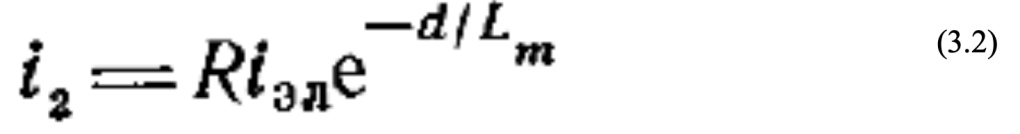 i₂ = Ri_эл e^{-d/L_m} (3.2)